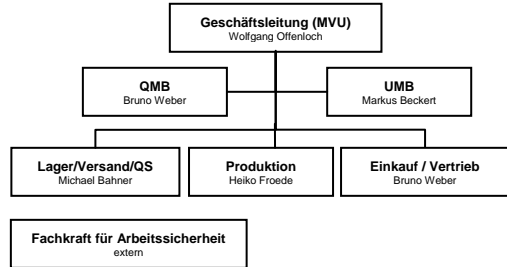 Geschäftsleitung (MVU)
Wolfgang Offenloch
QMB
Bruno Weber
UMB
Markus Beckert
Lager/Versand/QS
Michael Bahner
Produktion
Heiko Froede
Einkauf / Vertrieb
Bruno Weber
Fachkraft für Arbeitssicherheit
extern